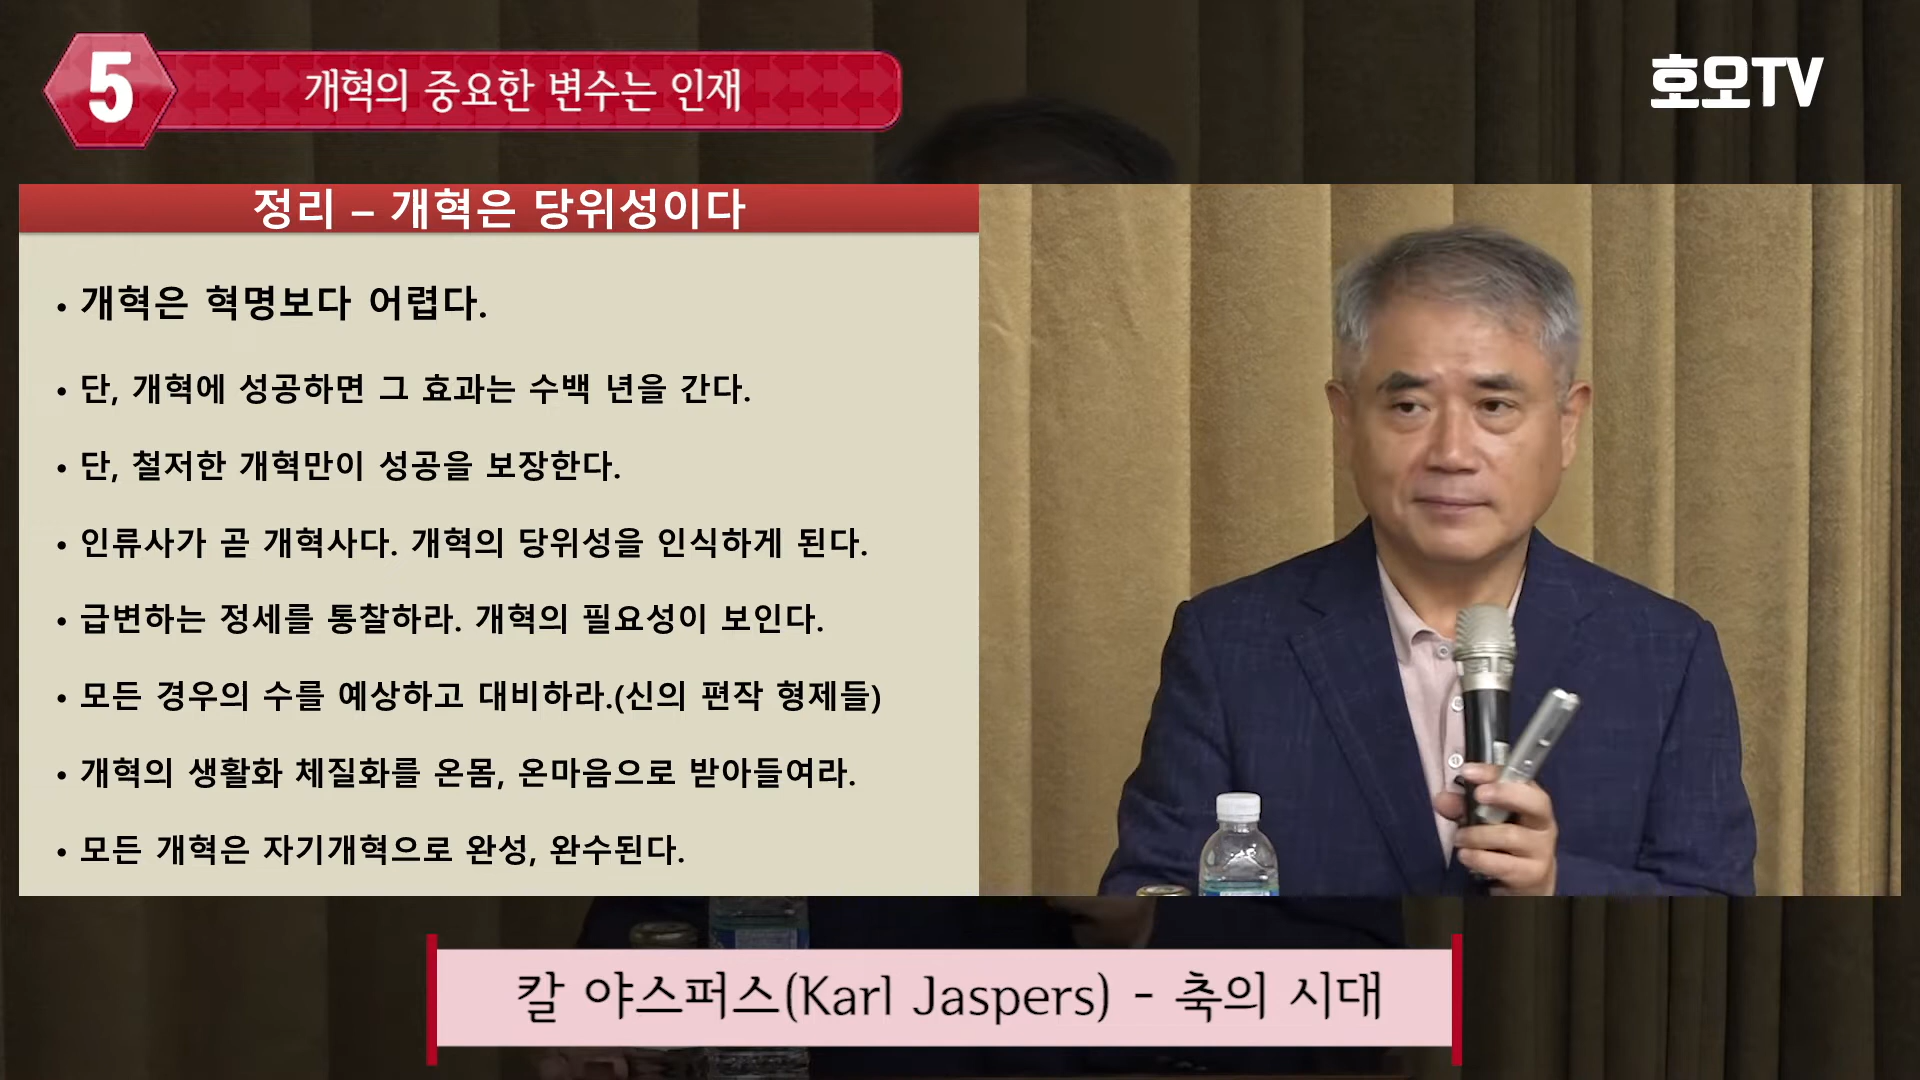 5
개혁의 중요한 변수는 인재
호오TV
정리 – 개혁은 당위성이다
• 개혁은 혁명보다 어렵다.
• 단, 개혁에 성공하면 그 효과는 수백 년을 간다.
• 단, 철저한 개혁만이 성공을 보장한다.
• 인류사가 곧 개혁사다. 개혁의 당위성을 인식하게 된다.
• 급변하는 정세를 통찰하라. 개혁의 필요성이 보인다.
• 모든 경우의 수를 예상하고 대비하라.(신의 편작 형제들)
• 개혁의 생활화 체질화를 온몸, 온마음으로 받아들여라.
• 모든 개혁은 자기개혁으로 완성, 완수된다.
칼 야스퍼스(Karl Jaspers) - 축의 시대